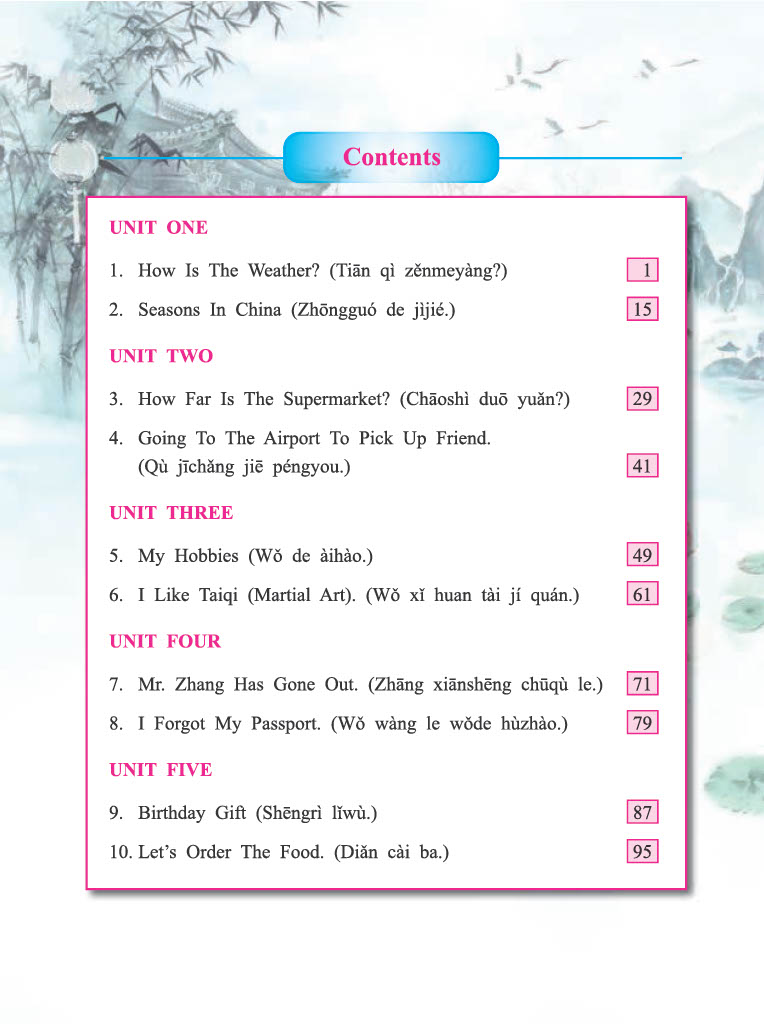 Contents
UNIT ONE
1. How Is The Weather? (Tiān qì zěnmeyàng?) 1
2. Seasons In China (Zhōngguó de jìjié.) 15
UNIT TWO
3. How Far Is The Supermarket? (Chāoshì duō yuǎn?) 29
4. Going To The Airport To Pick Up Friend.
(Qù jīchǎng jiē péngyou.) 41
UNIT THREE
5. My Hobbies (Wǒ de àihào.) 49
6. I Like Taiqi (Martial Art). (Wǒ xǐ huan tài jí quán.) 61
UNIT FOUR
7. Mr. Zhang Has Gone Out. (Zhāng xiānshēng chūqù le.) 71
8. I Forgot My Passport. (Wǒ wàng le wǒde hùzhào.) 79
UNIT FIVE
9. Birthday Gift (Shēngrì lǐwù.) 87
10. Let's Order The Food. (Diǎn cài ba.) 95